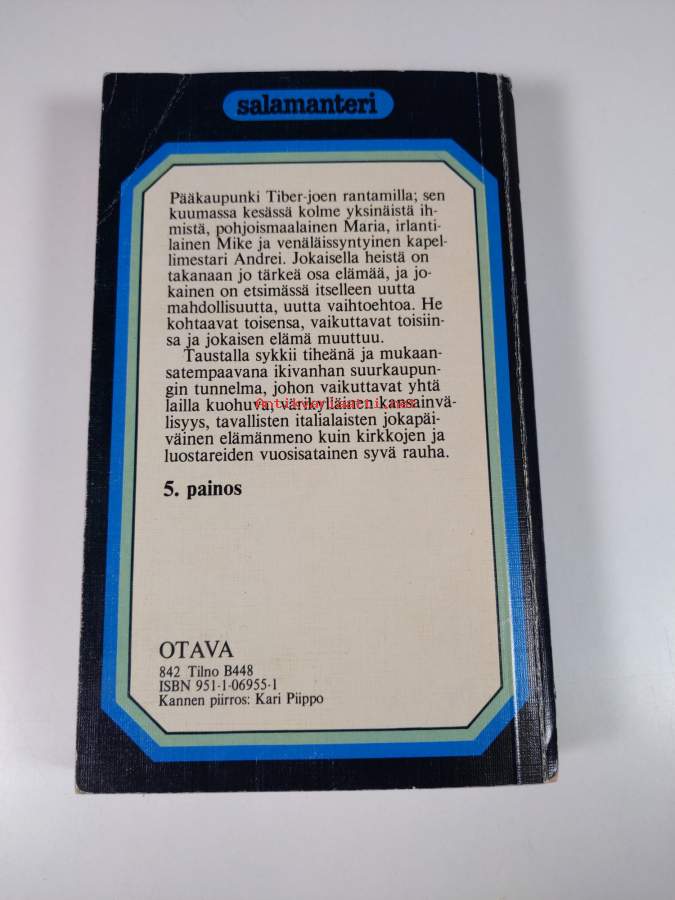 salamanteri
Pääkaupunki Tiber-joen rantamilla; sen
kuumassa kesässä kolme yksinäistä ih-
mistä, pohjoismaalainen Maria, irlanti-
lainen Mike ja venäläissyntyinen kapel-
limestari Andrei. Jokaisella heistä on
takanaan jo tärkeä osa elämää, ja jo-
kainen on etsimässä itselleen uutta
mahdollisuutta, uutta vaihtoehtoa. He
kohtaavat toisensa, vaikuttavat toisiin-
sa ja jokaisen elämä muuttuu.
Taustalla sykkii tiheänä ja mukaan-
satempaavana ikivanhan suurkaupun-
gin tunnelma, johon vaikuttavat yhtä
lailla kuohuva, värikyläinen kansainvä-
lisyys, tavallisten italialaisten jokapäi-
väinen elämänmeno kuin kirkkojen ja
luostareiden vuosisatainen syvä rauha.
5. painos
OTAVA
842 Tilno B448
ISBN 951-1-06955-1
Kannen piirros: Kari Piippo